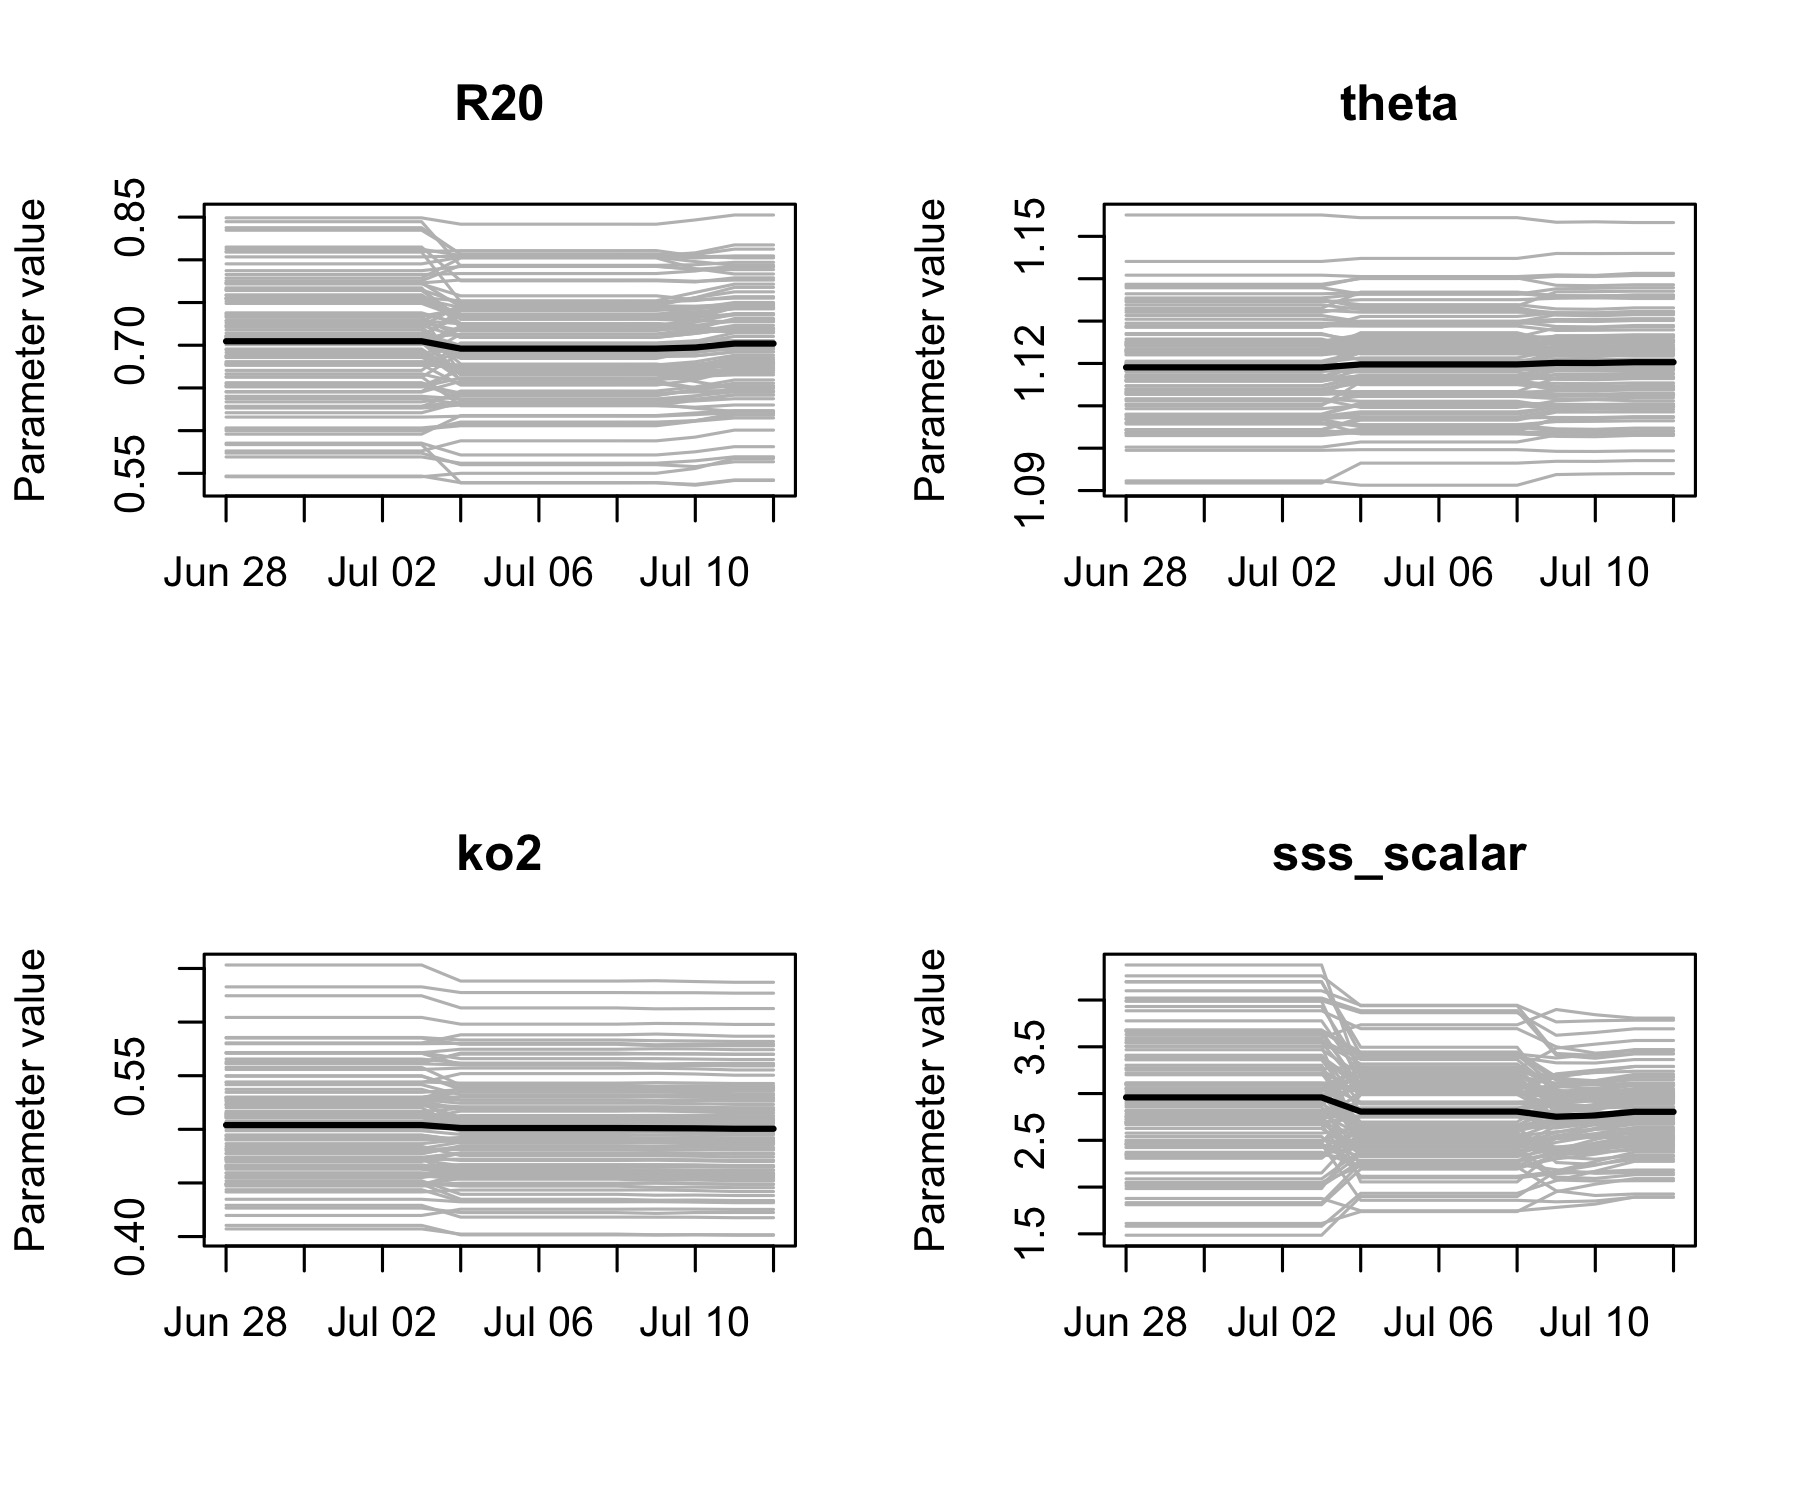 R20
Parameter value
0.85
0.70
0.55
Jun 28 Jul 02 Jul 06 Jul 10
theta
Parameter value
1.15
1.12
1.09
Jun 28 Jul 02 Jul 06 Jul 10
ko2
Parameter value
0.55
0.40
Jun 28 Jul 02 Jul 06 Jul 10
sss_scalar
Parameter value
3.5
2.5
1.5
Jun 28 Jul 02 Jul 06 Jul 10